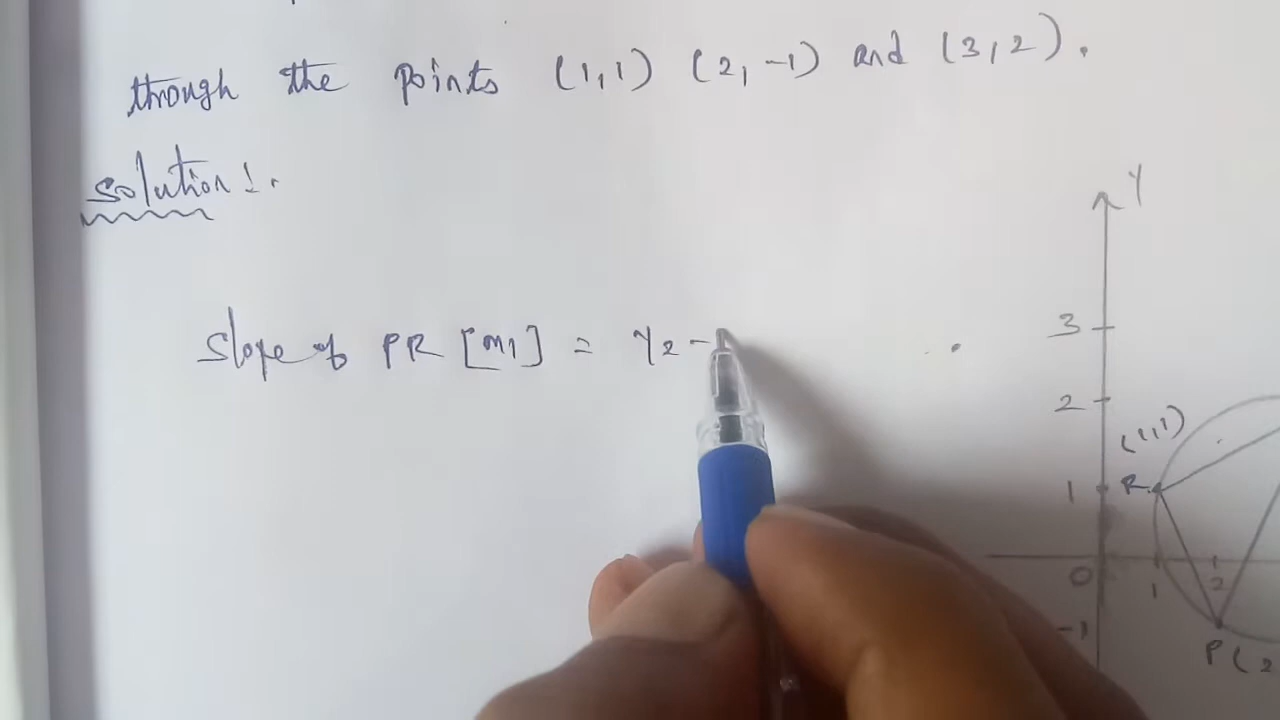 through the points (1,1) (2,-1) and (3,2).
Solution:.
Slope of PR [m1] = y2 -
Y
3
2
(1,1)
1 R
0 1 2
-1
P(2